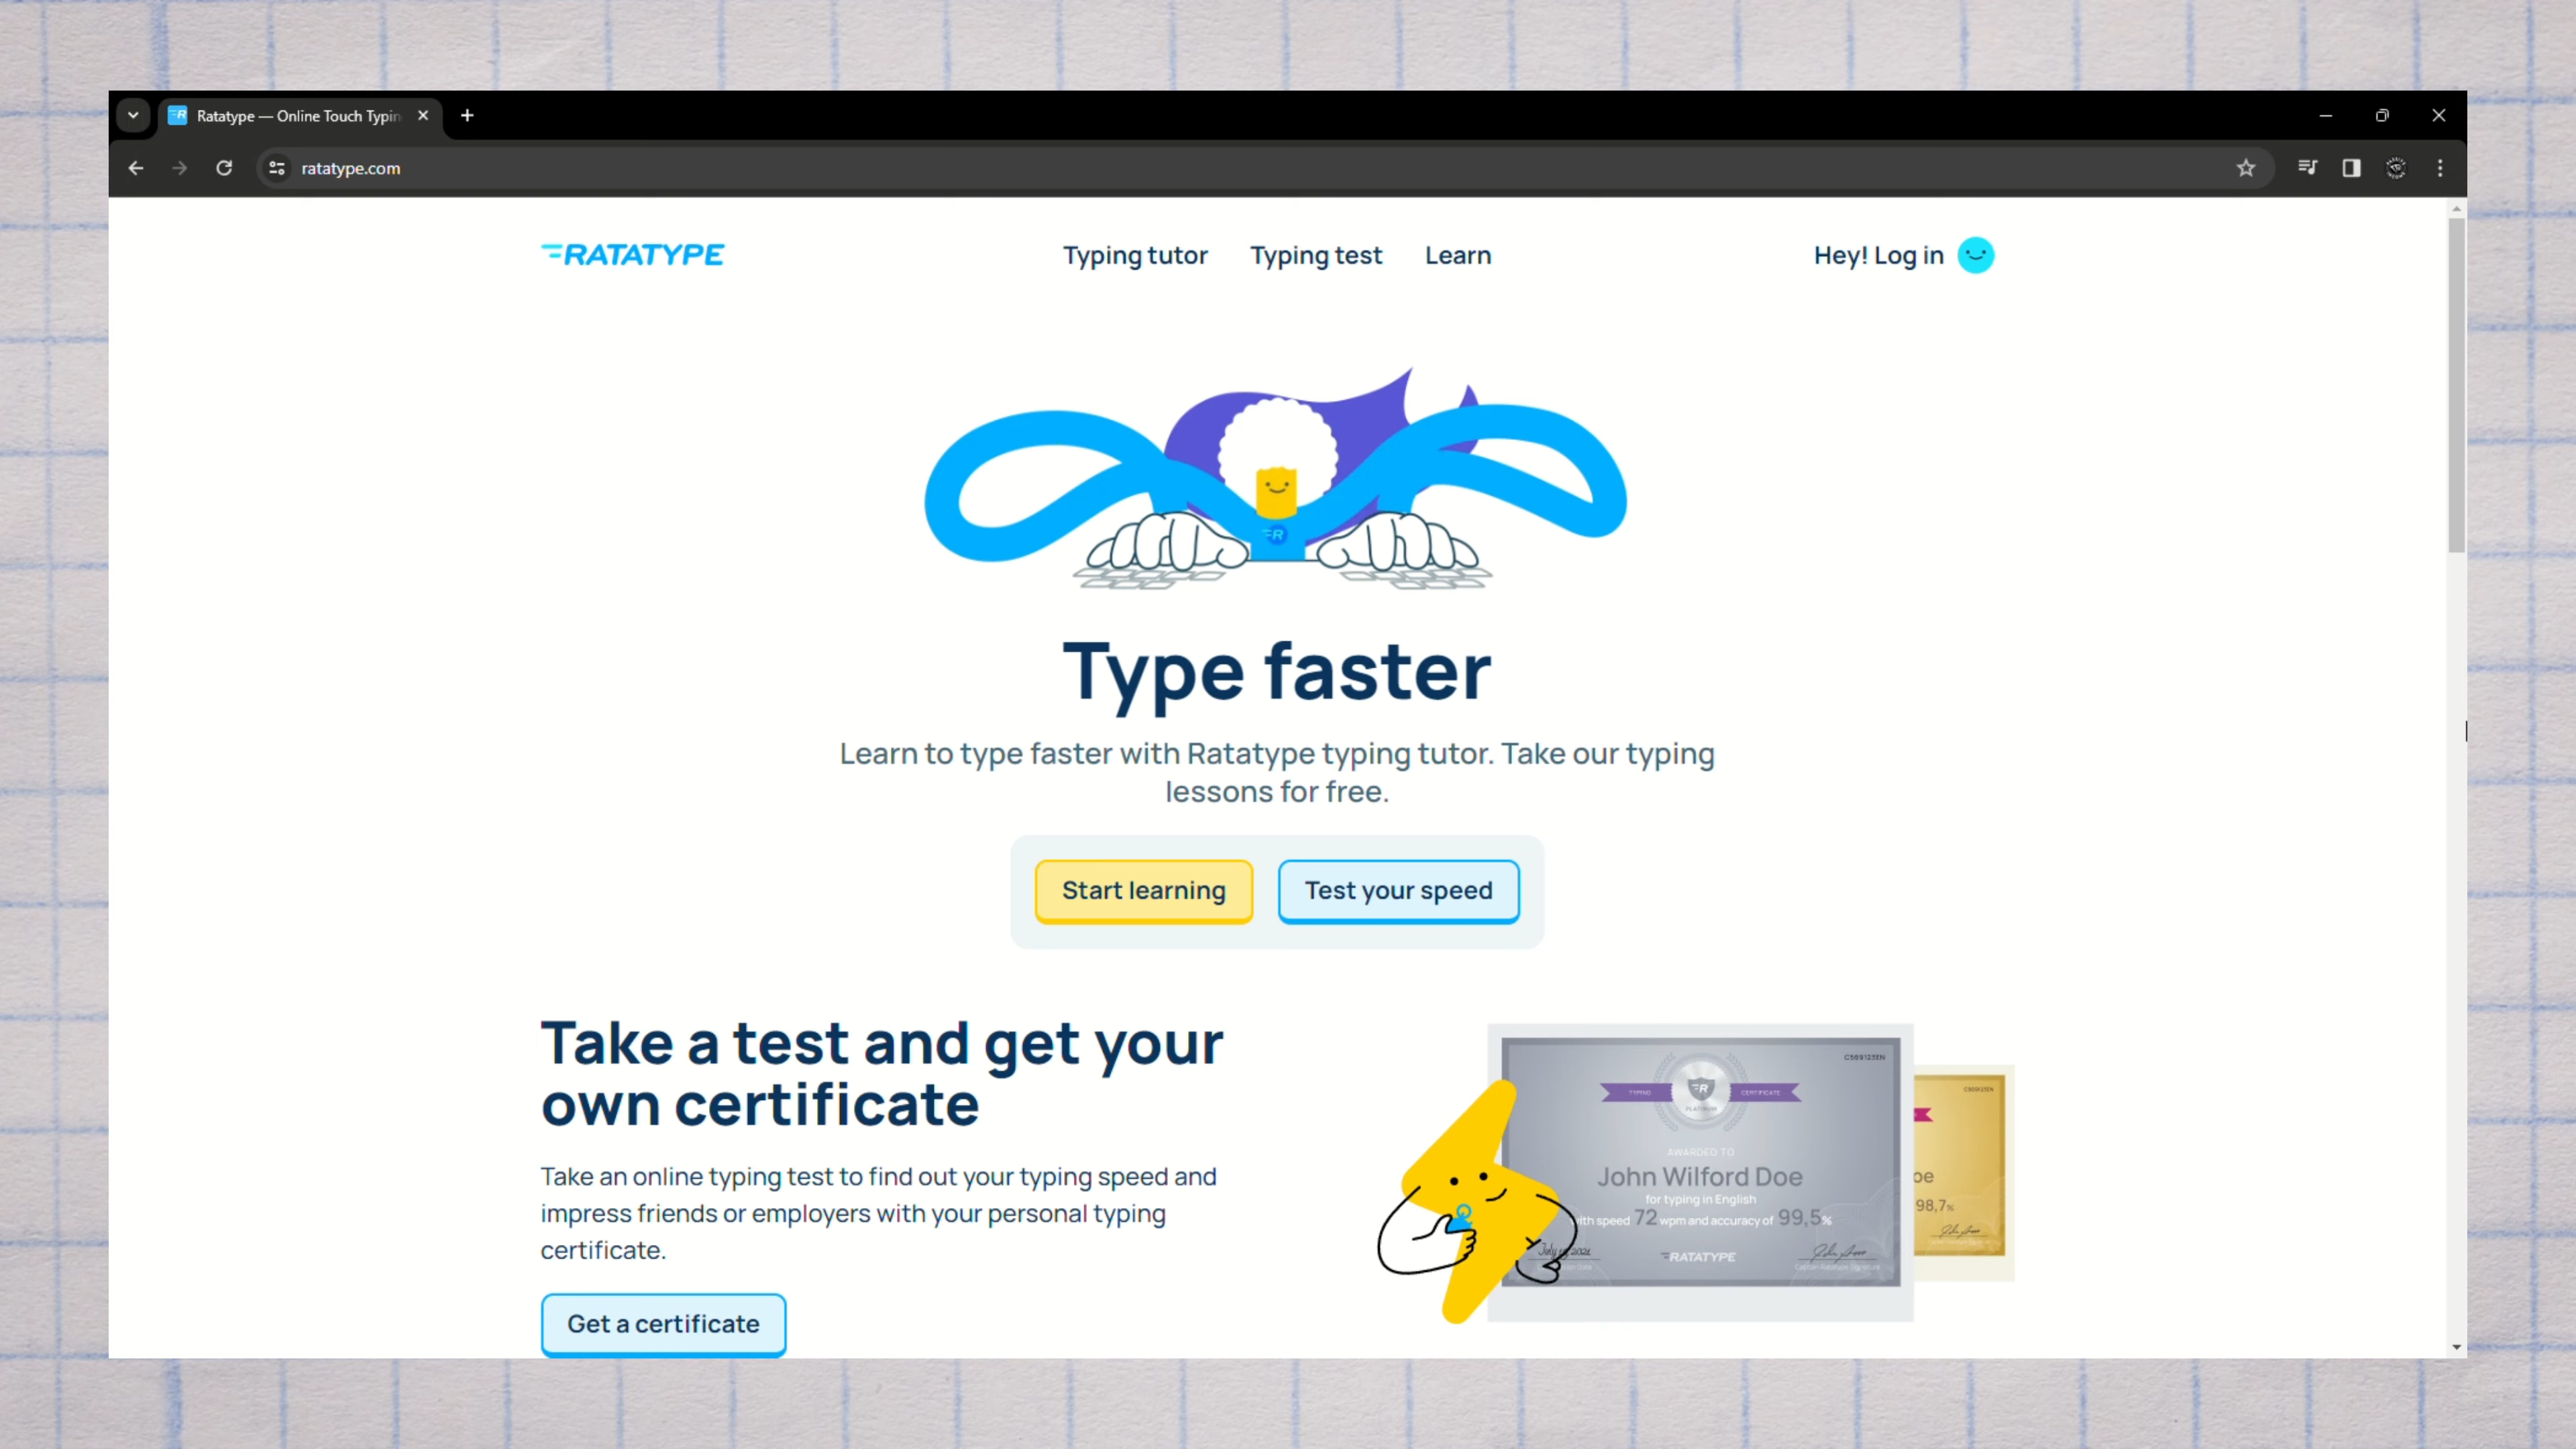 Ratatype — Online Touch Typin
ratatype.com
RATATYPE
Typing tutor
Typing test
Learn
Hey! Log in
R
Type faster
Learn to type faster with Ratatype typing tutor. Take our typing
lessons for free.
Start learning
Test your speed
Take a test and get your
own certificate
Take an online typing test to find out your typing speed and
impress friends or employers with your personal typing
certificate.
Get a certificate
TYPING
R
CERTIFICATE
PLATINUM
AWARDED TO
John Wilford Doe
for typing in English
with speed 72 wpm and accuracy of 99,5%
RATATYPE
oe
98,7%